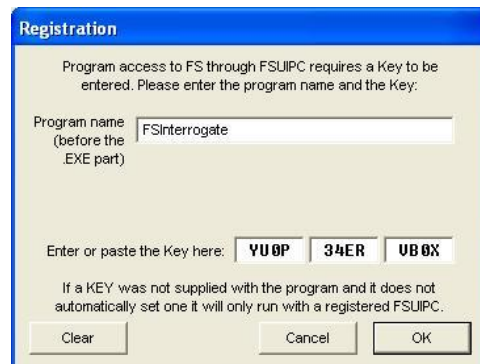 Registration
Program access to FS through FSUIPC requires a Key to be
entered. Please enter the program name and the Key:
Program name
(before the
.EXE part)
FSInterrogate
Enter or paste the Key here: YU0P 34ER VB0X
If a KEY was not supplied with the program and it does not
automatically set one it will only run with a registered FSUIPC.
Clear Cancel OK